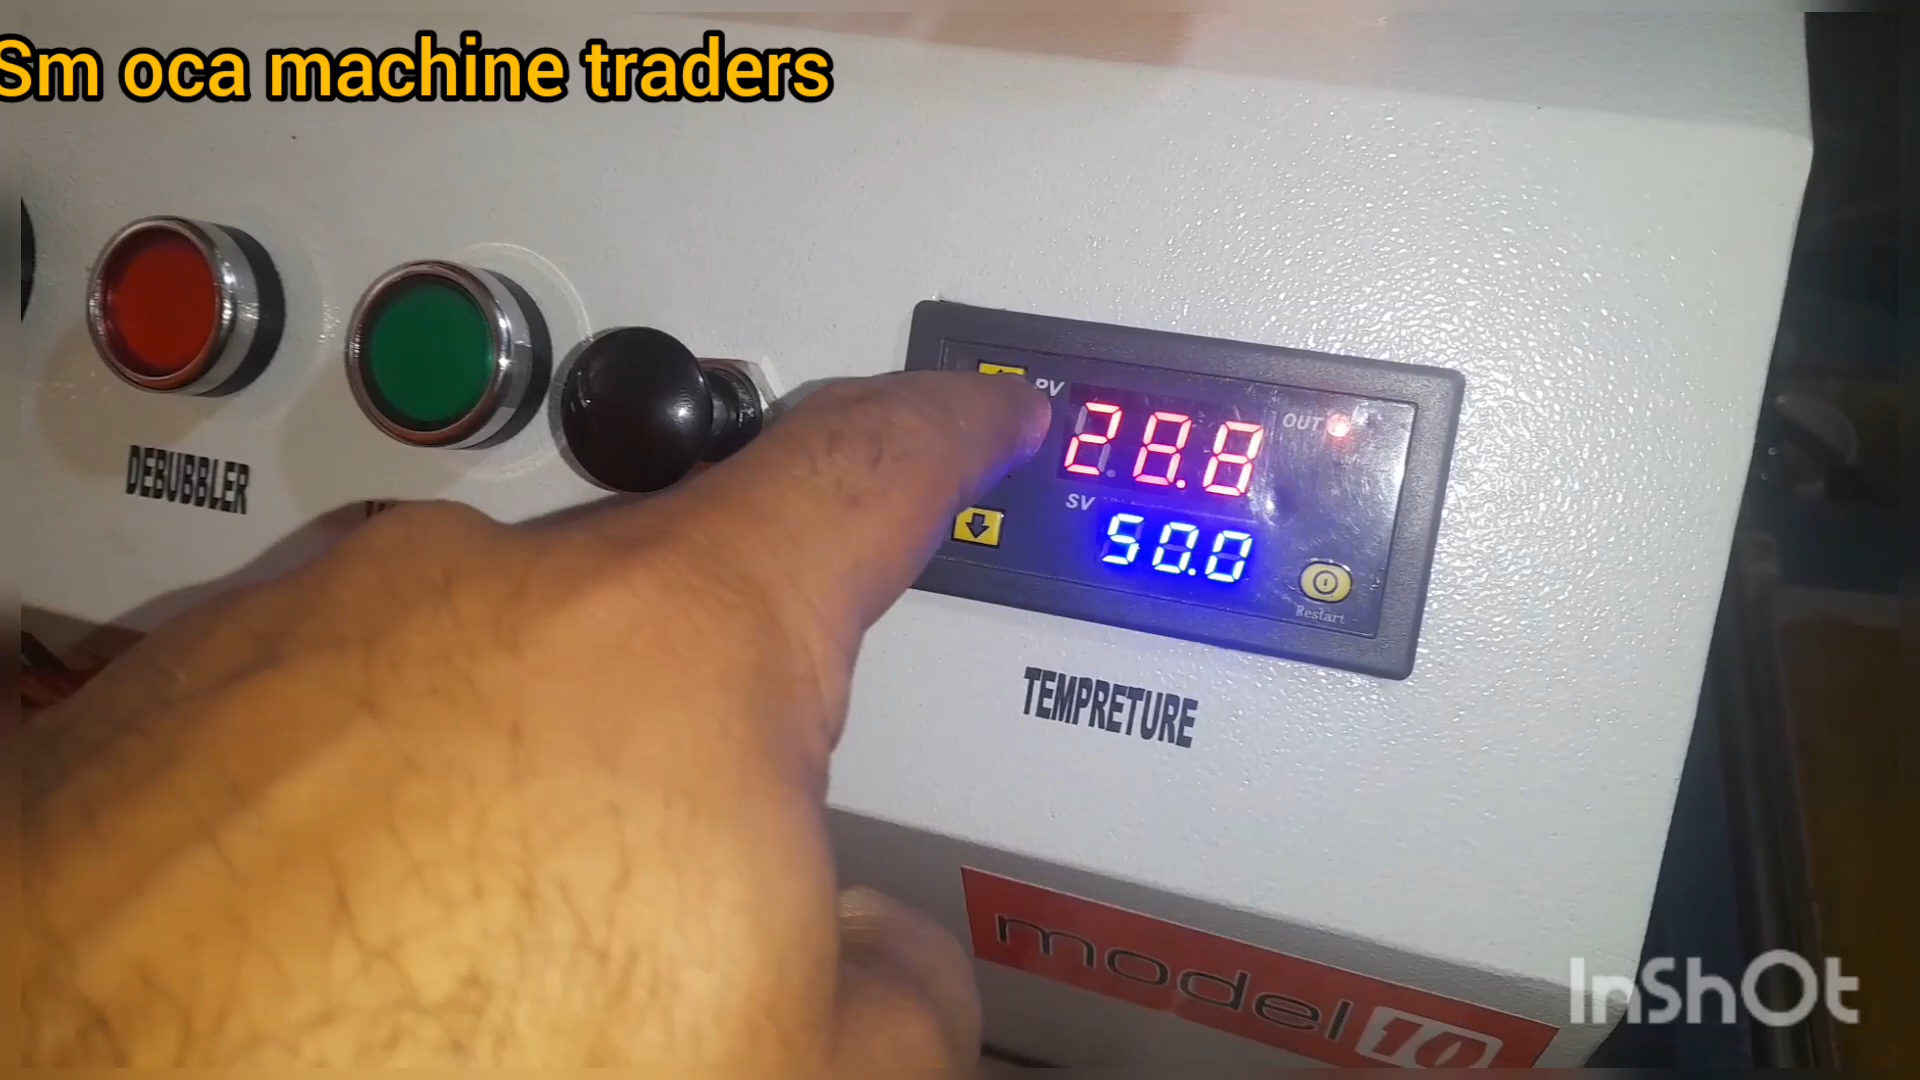 Sm oca machine traders
PV
28.8
OUT
SV
50.0
Restart
DEBUBBLER
TEMPRETURE
model 10
InShOt